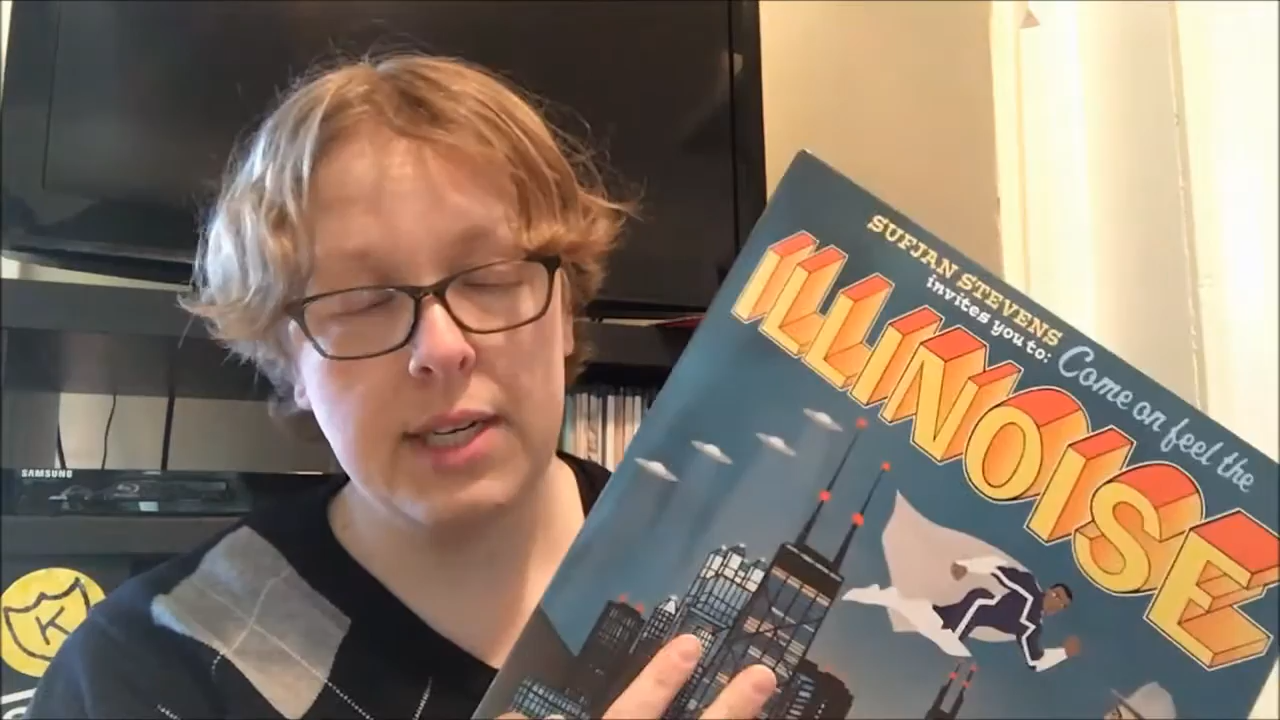 SUFJAN STEVENS
invites you to:
Come on feel the
ILLINOISE
SAMSUNG
K